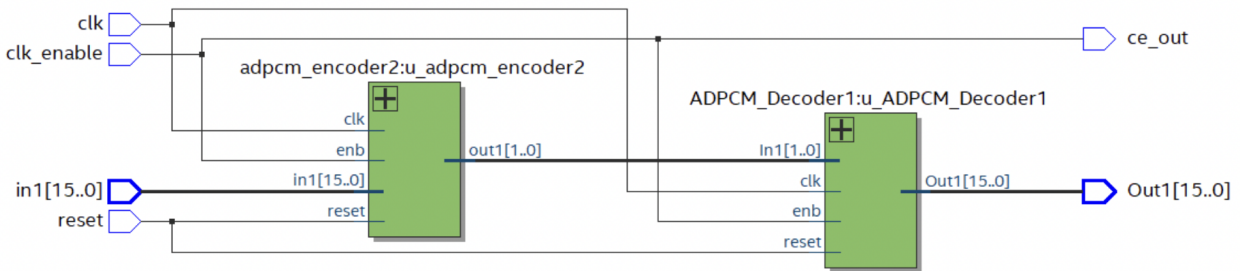 clk
clk_enable
ce_out
adpcm_encoder2:u_adpcm_encoder2
ADPCM_Decoder1:u_ADPCM_Decoder1
clk
enb
out1[1..0]
In1[1..0]
in1[15..0]
in1[15..0]
clk
Out1[15..0]
Out1[15..0]
reset
reset
enb
reset